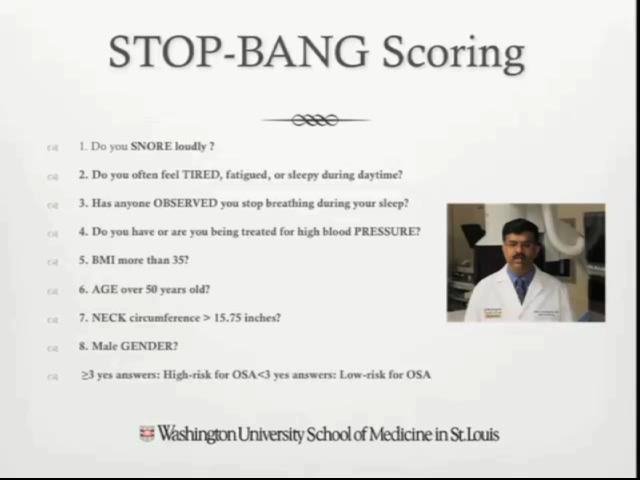 STOP-BANG Scoring
1. Do you SNORE loudly ?
2. Do you often feel TIRED, fatigued, or sleepy during daytime?
3. Has anyone OBSERVED you stop breathing during your sleep?
4. Do you have or are you being treated for high blood PRESSURE?
5. BMI more than 35?
6. AGE over 50 years old?
7. NECK circumference > 15.75 inches?
8. Male GENDER?
≥3 yes answers: High-risk for OSA<3 yes answers: Low-risk for OSA
Washington University School of Medicine in St. Louis